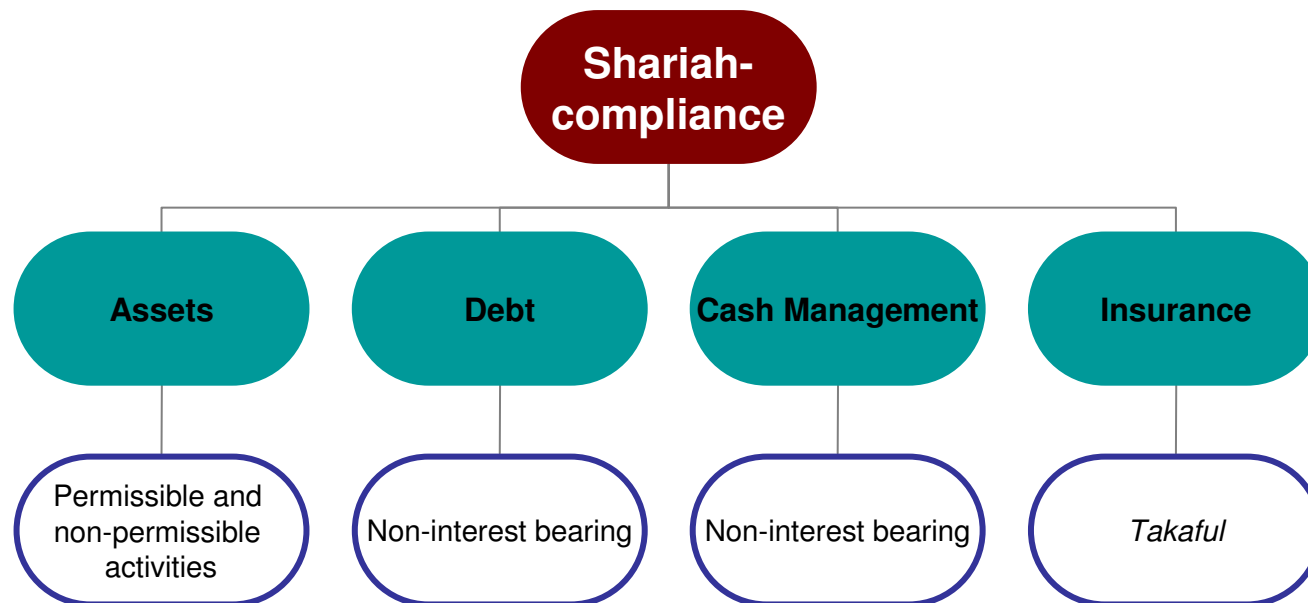 Shariah-
compliance
Assets
Debt
Cash Management
Insurance
Permissible and
non-permissible
activities
Non-interest bearing
Non-interest bearing
Takaful